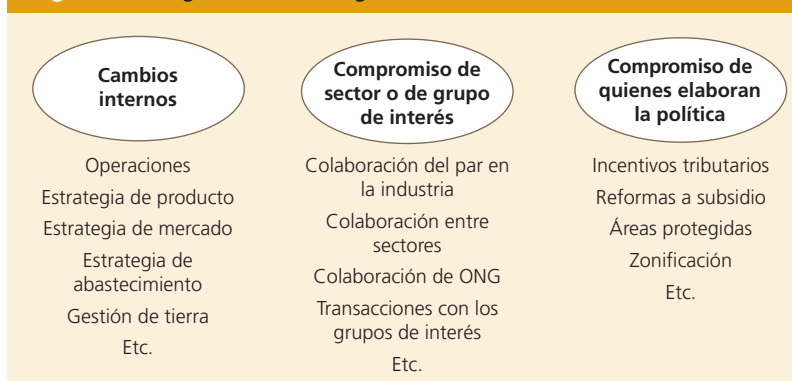 Cambios
internos
Operaciones
Estrategia de producto
Estrategia de mercado
Estrategia de
abastecimiento
Gestión de tierra
Etc.
Compromiso de
sector o de grupo
de interés
Colaboración del par en
la industria
Colaboración entre
sectores
Colaboración de ONG
Transacciones con los
grupos de interés
Etc.
Compromiso de
quienes elaboran
la política
Incentivos tributarios
Reformas a subsidio
Áreas protegidas
Zonificación
Etc.